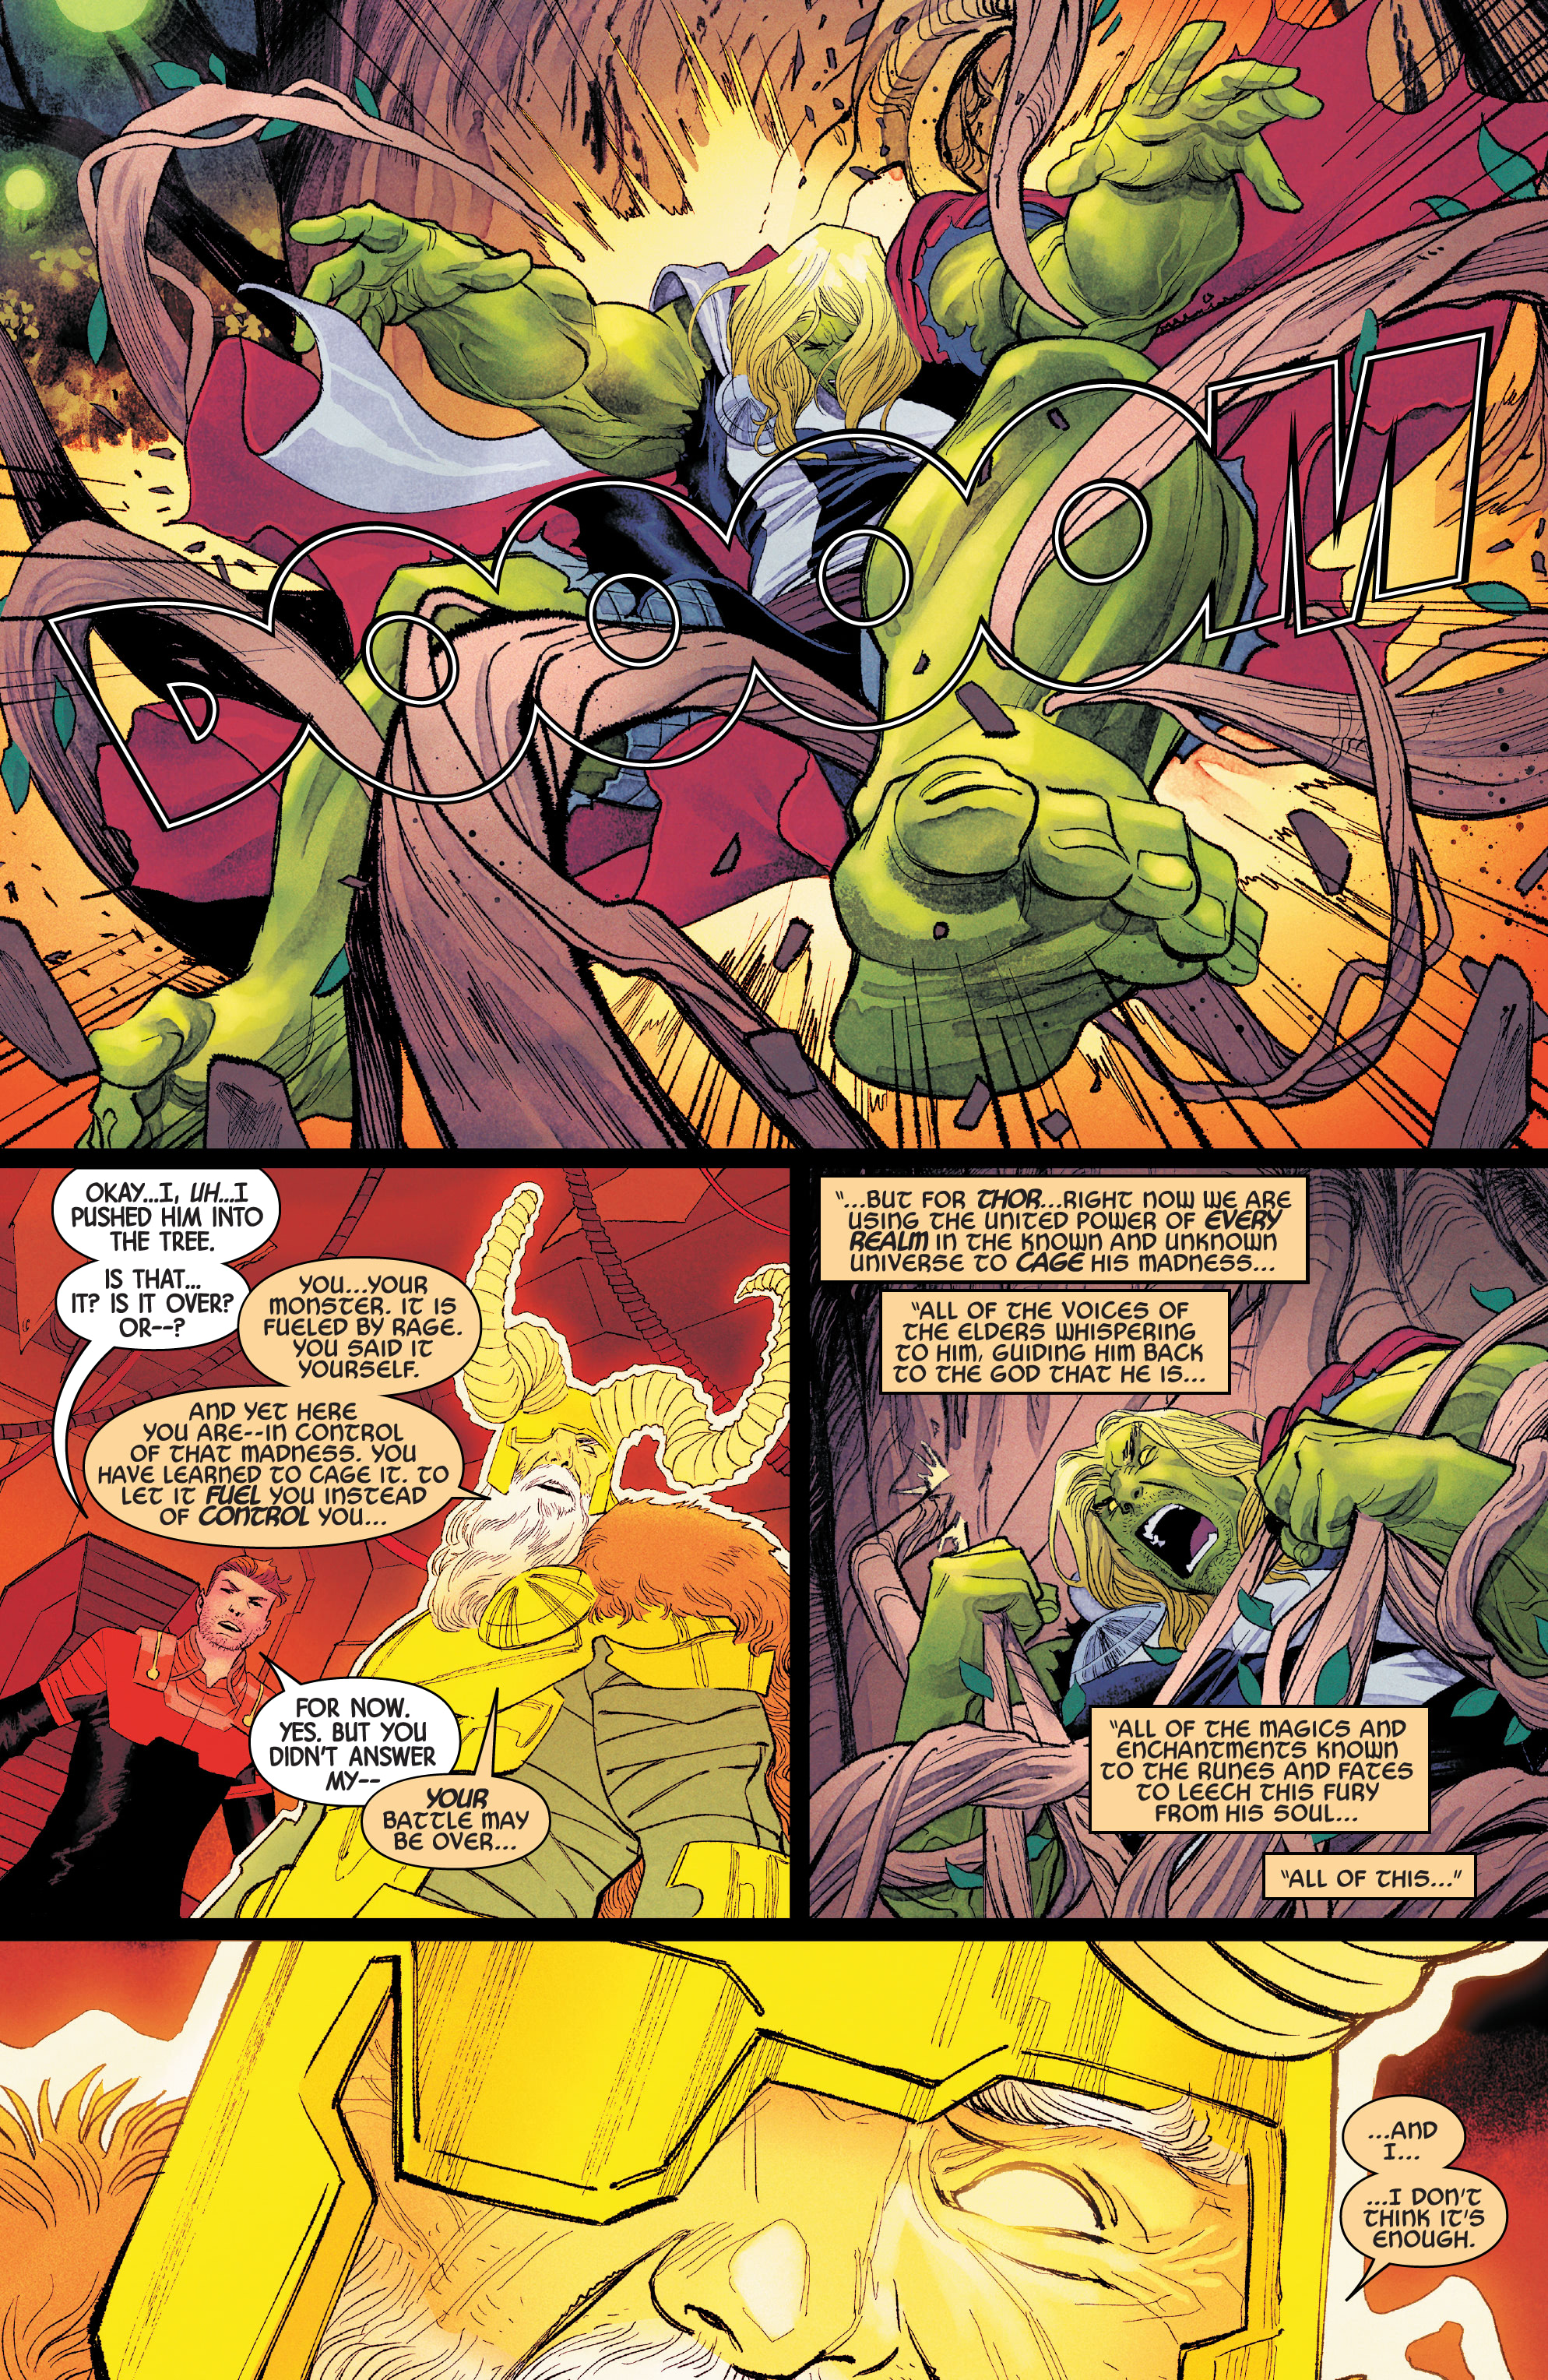 DOOOOOM
OKAY...I, UH...I
PUSHED HIM INTO
THE TREE.
IS THAT...
IT? IS IT OVER?
OR--?
YOU...YOUR
MONSTER. IT IS
FUELED BY RAGE.
YOU SAID IT
YOURSELF.
AND YET HERE
YOU ARE--IN CONTROL
OF THAT MADNESS. YOU
HAVE LEARNED TO CAGE IT. TO
LET IT FUEL YOU INSTEAD
OF CONTROL YOU...
FOR NOW.
YES. BUT YOU
DIDN'T ANSWER
MY--
YOUR
BATTLE MAY
BE OVER...
"...BUT FOR THOR...RIGHT NOW WE ARE
USING THE UNITED POWER OF EVERY
REALM IN THE KNOWN AND UNKNOWN
UNIVERSE TO CAGE HIS MADNESS...
"ALL OF THE VOICES OF
THE ELDERS WHISPERING
TO HIM, GUIDING HIM BACK
TO THE GOD THAT HE IS...
"ALL OF THE MAGICS AND
ENCHANTMENTS KNOWN
TO THE RUNES AND FATES
TO LEECH THIS FURY
FROM HIS SOUL...
"ALL OF THIS..."
...AND
I...
...I DON'T
THINK IT'S
ENOUGH.